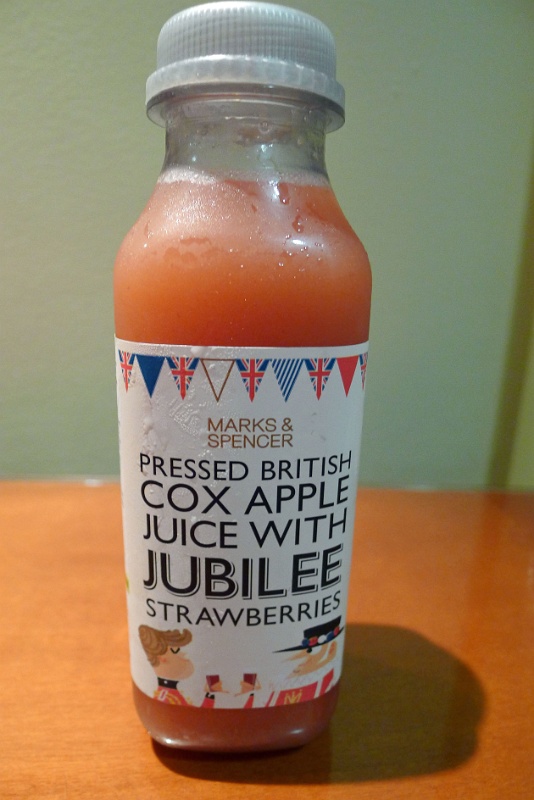 MARKS &
SPENCER
PRESSED BRITISH
COX APPLE
JUICE WITH
JUBILEE
STRAWBERRIES